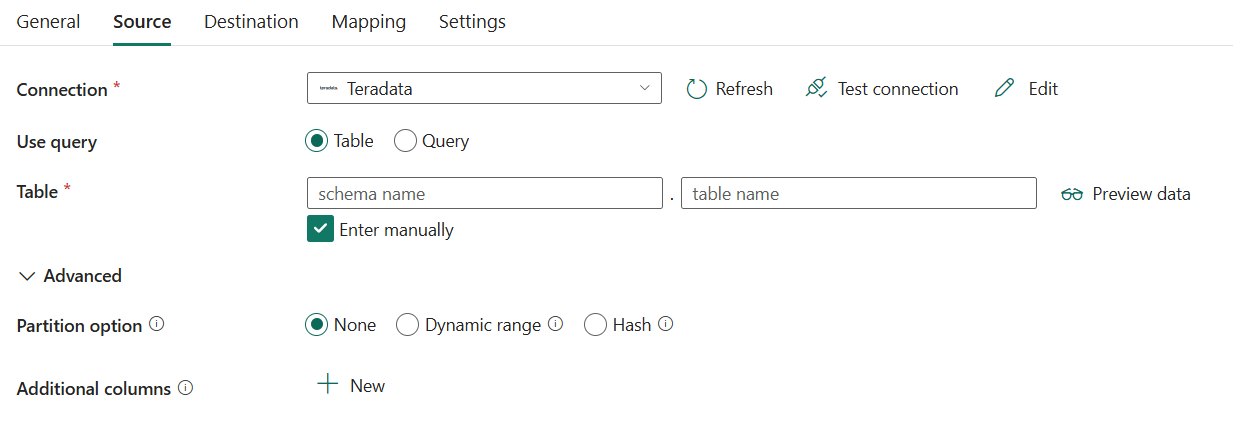 General Source Destination Mapping Settings
Connection * teradata. Teradata Refresh Test connection Edit
Use query Table Query
Table * schema name . table name Preview data
Enter manually
Advanced
Partition option None Dynamic range Hash
Additional columns New